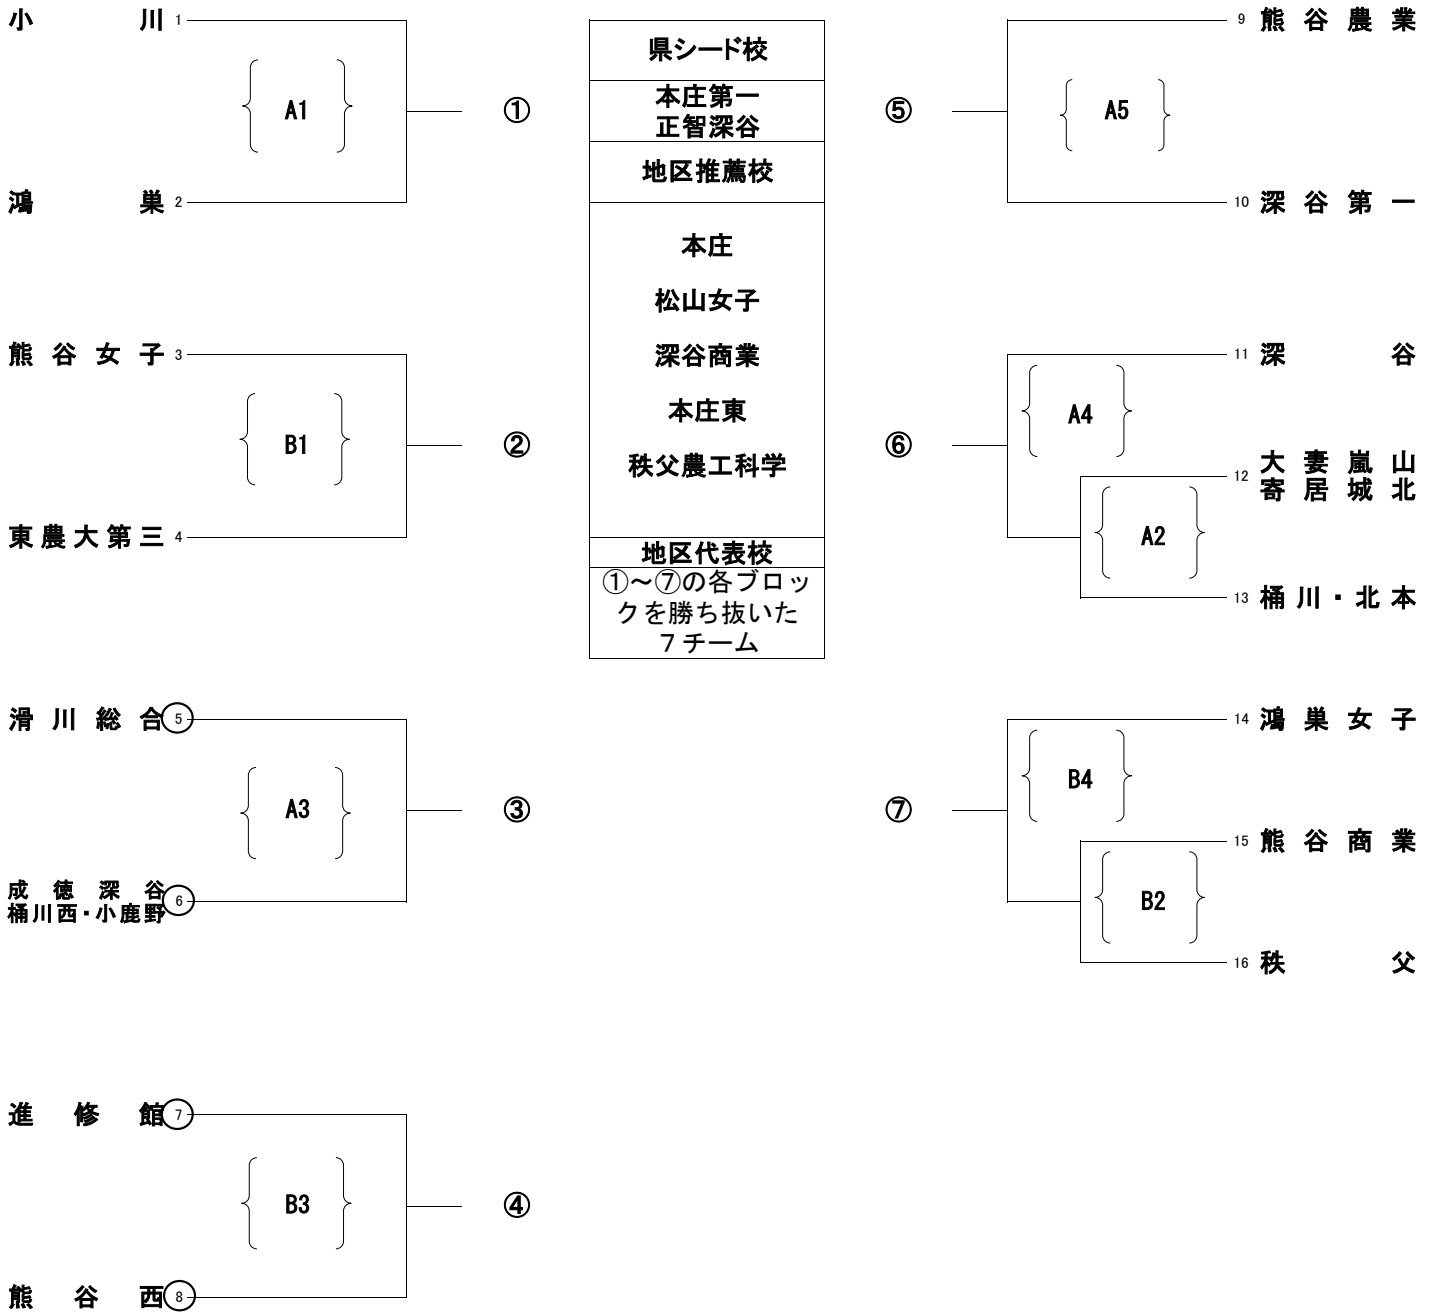 小川 1
A1
①
鴻巣 2
熊谷女子 3
B1
②
東農大第三 4
滑川総合 5
A3
③
成徳深谷
桶川西・小鹿野 6
進修館 7
B3
④
熊谷西 8
県シード校
本庄第一
正智深谷
地区推薦校
本庄
松山女子
深谷商業
本庄東
秩父農工科学
地区代表校
①～⑦の各ブロッ
クを勝ち抜いた
７チーム
9 熊谷農業
⑤
A5
10 深谷第一
11 深谷
A4
⑥
12 大妻嵐山
寄居城北
A2
13 桶川・北本
14 鴻巣女子
B4
⑦
15 熊谷商業
B2
16 秩父